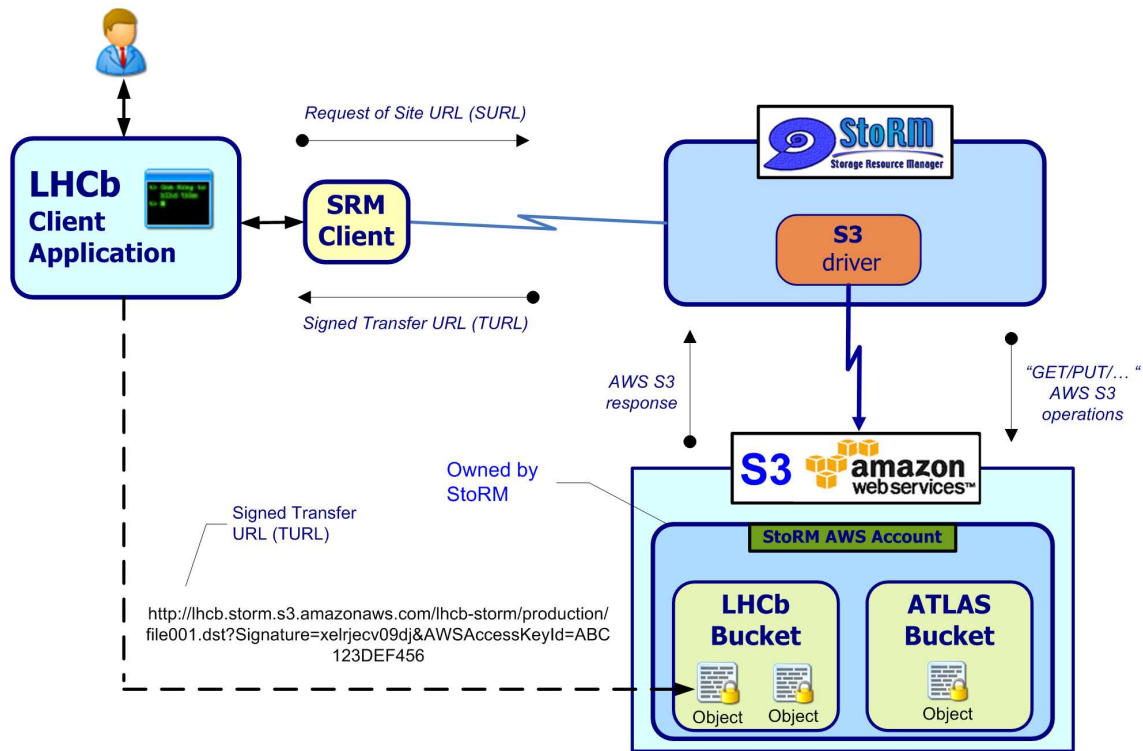 Request of Site URL (SURL)
StoRM
Storage Resource Manager
LHCb
Client
Application
SRM
Client
S3
driver
Signed Transfer URL (TURL)
AWS S3
response
“GET/PUT/… “
AWS S3
operations
Owned by
StoRM
S3
amazon
webservices™
Signed Transfer
URL (TURL)
StoRM AWS Account
http://lhcb.storm.s3.amazonaws.com/lhcb-storm/production/
file001.dst?Signature=xelrjecv09dj&AWSAccessKeyId=ABC
123DEF456
LHCb
Bucket
ATLAS
Bucket
Object
Object
Object